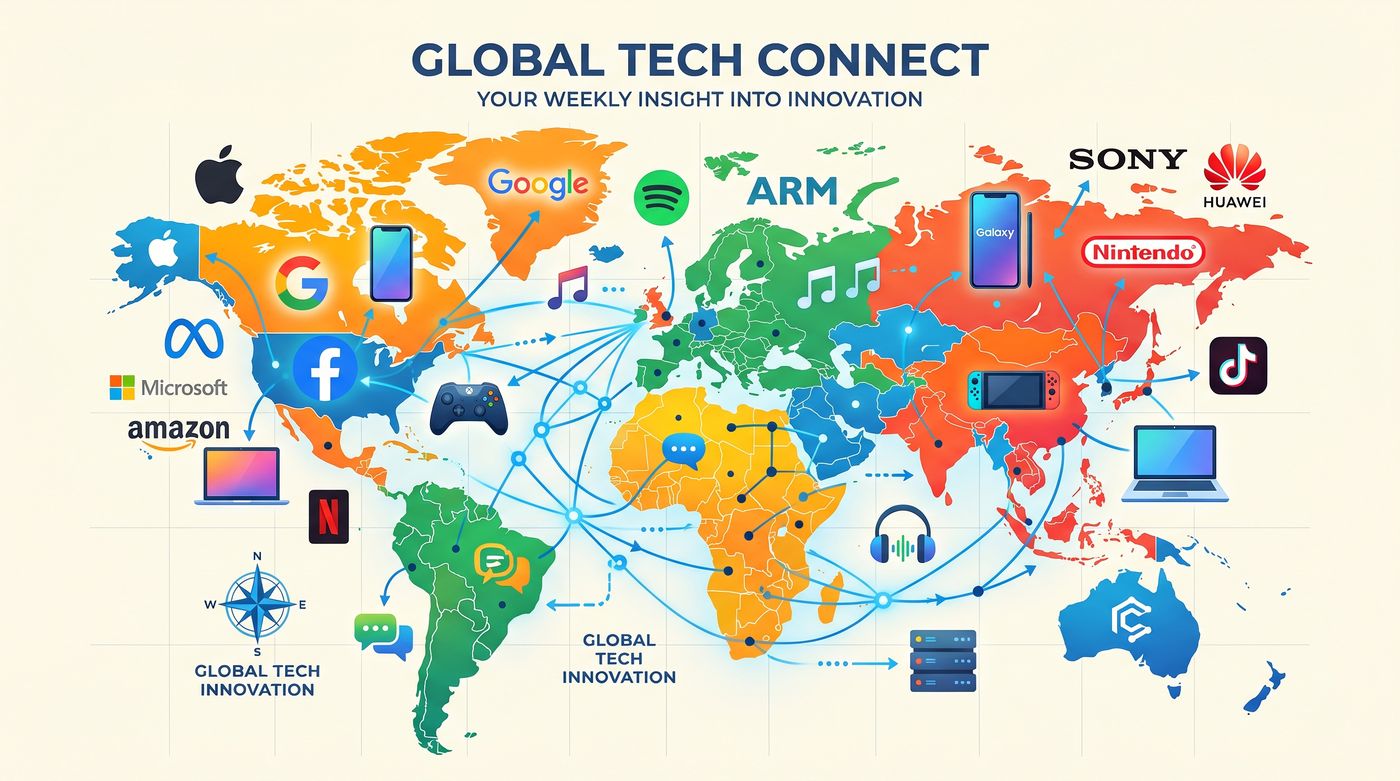 GLOBAL TECH CONNECT
YOUR WEEKLY INSIGHT INTO INNOVATION
Google
ARM
SONY
HUAWEI
Galaxy
Nintendo®
G
f
Microsoft
amazon
N
N
W
E
S
GLOBAL TECH
INNOVATION
GLOBAL
TECH
INNOVATION